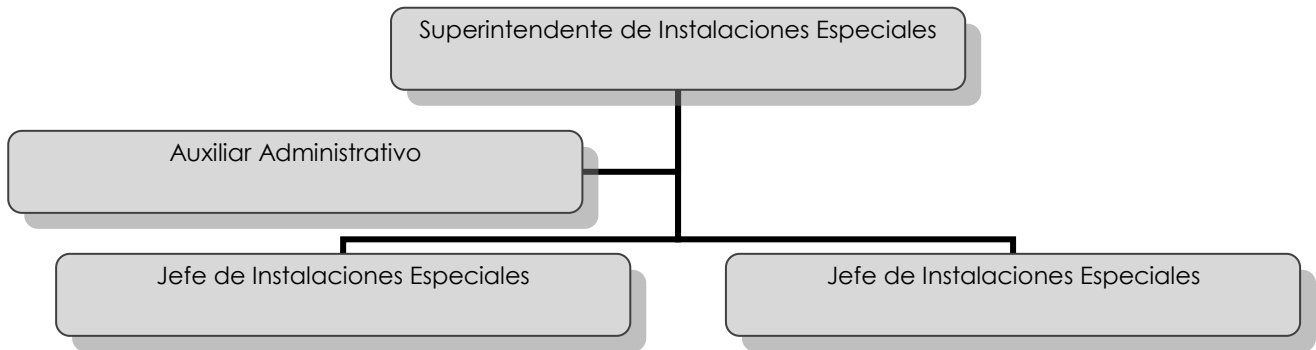 Superintendente de Instalaciones Especiales
Auxiliar Administrativo
Jefe de Instalaciones Especiales
Jefe de Instalaciones Especiales